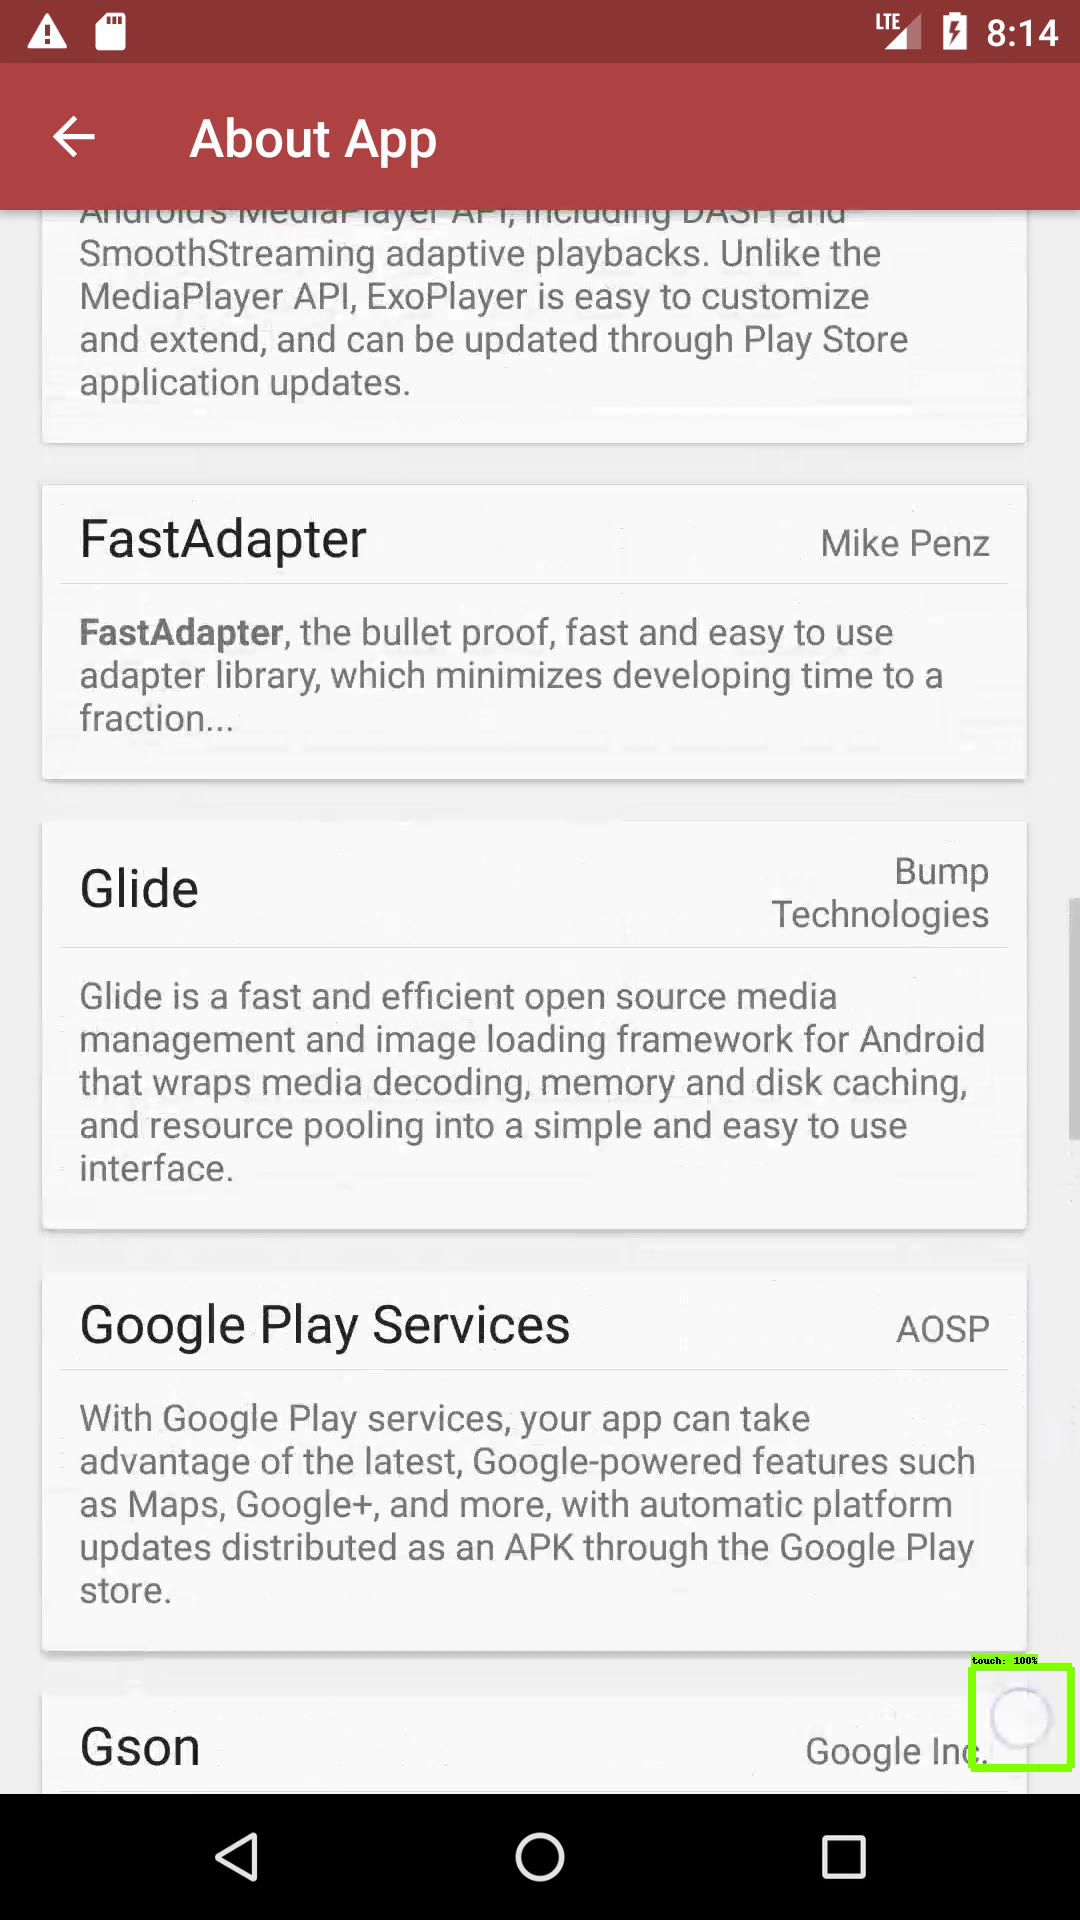 LTE 8:14
About App
Android's MediaPlayer API, including DASH and
SmoothStreaming adaptive playbacks. Unlike the
MediaPlayer API, ExoPlayer is easy to customize
and extend, and can be updated through Play Store
application updates.
FastAdapter
Mike Penz
FastAdapter, the bullet proof, fast and easy to use
adapter library, which minimizes developing time to a
fraction...
Glide
Bump
Technologies
Glide is a fast and efficient open source media
management and image loading framework for Android
that wraps media decoding, memory and disk caching,
and resource pooling into a simple and easy to use
interface.
Google Play Services
AOSP
With Google Play services, your app can take
advantage of the latest, Google-powered features such
as Maps, Google+, and more, with automatic platform
updates distributed as an APK through the Google Play
store.
touch: 100%
Gson
Google Inc.